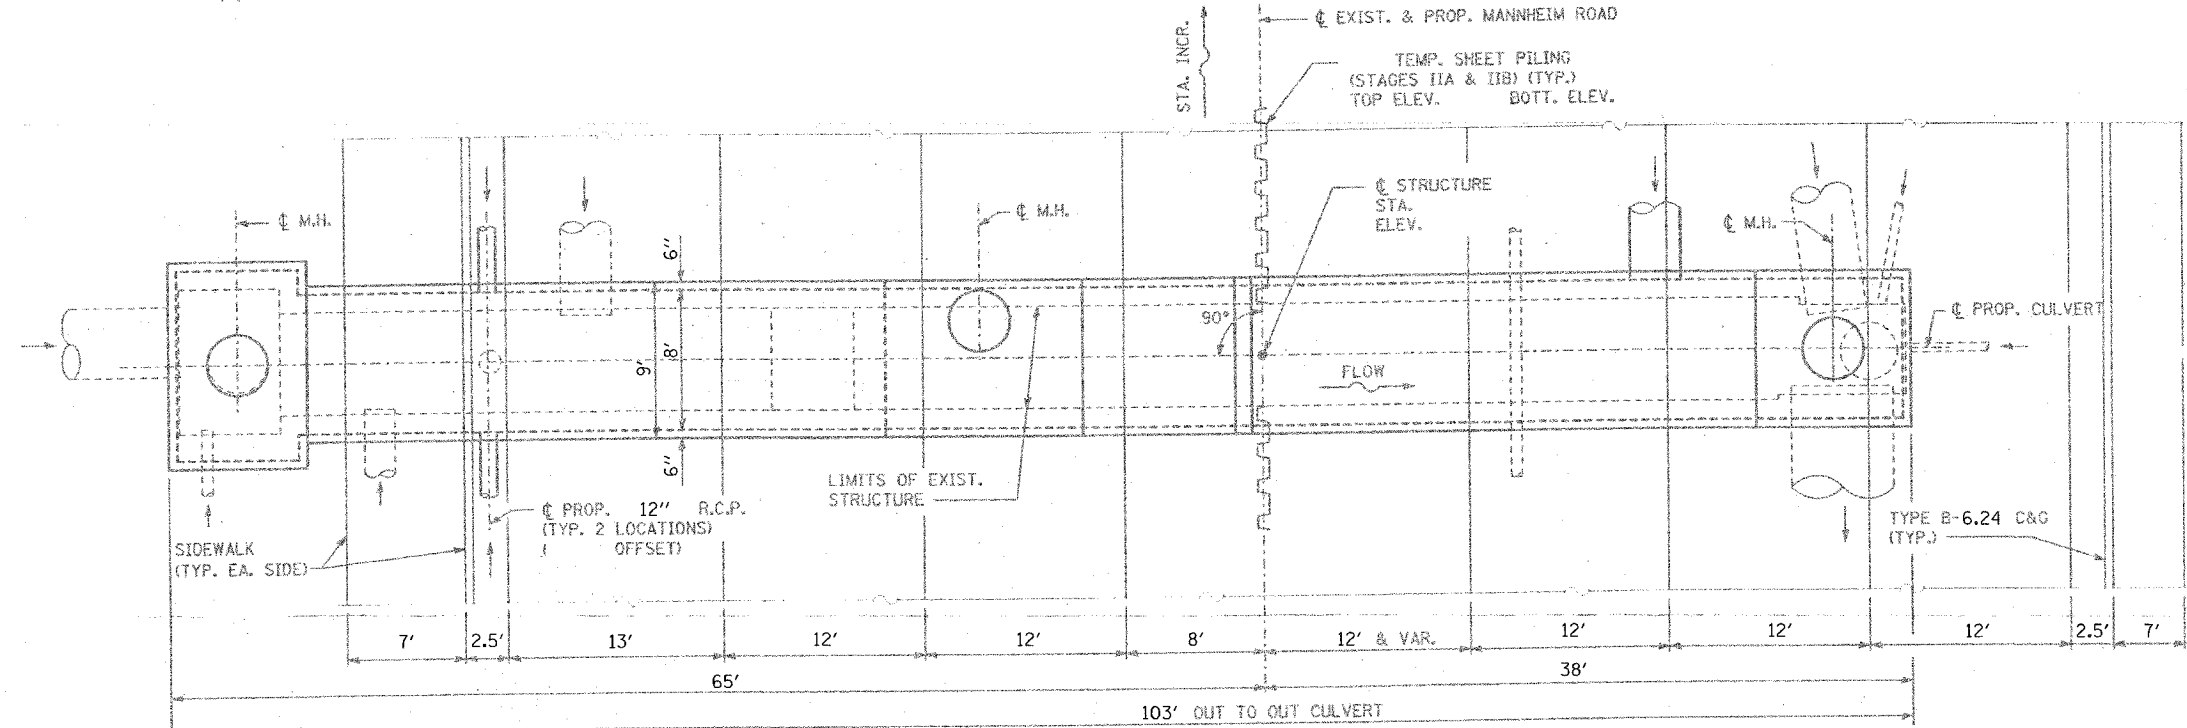 ℄ EXIST. & PROP. MANNHEIM ROAD
STA. INCR.
TEMP. SHEET PILING
(STAGES IIA & IIB) (TYP.)
TOP ELEV. BOTT. ELEV.
℄ STRUCTURE
STA.
ELEV.
℄ M.H.
℄ M.H.
℄ M.H.
6"
90°
℄ PROP. CULVERT
9'
8'
FLOW
6"
LIMITS OF EXIST.
STRUCTURE
℄ PROP. 12" R.C.P.
(TYP. 2 LOCATIONS)
( OFFSET)
TYPE B-6.24 C&G
(TYP.)
SIDEWALK
(TYP. EA. SIDE)
7' 2.5' 13' 12' 12' 8' 12' & VAR. 12' 12' 12' 2.5' 7'
65' 38'
103' OUT TO OUT CULVERT